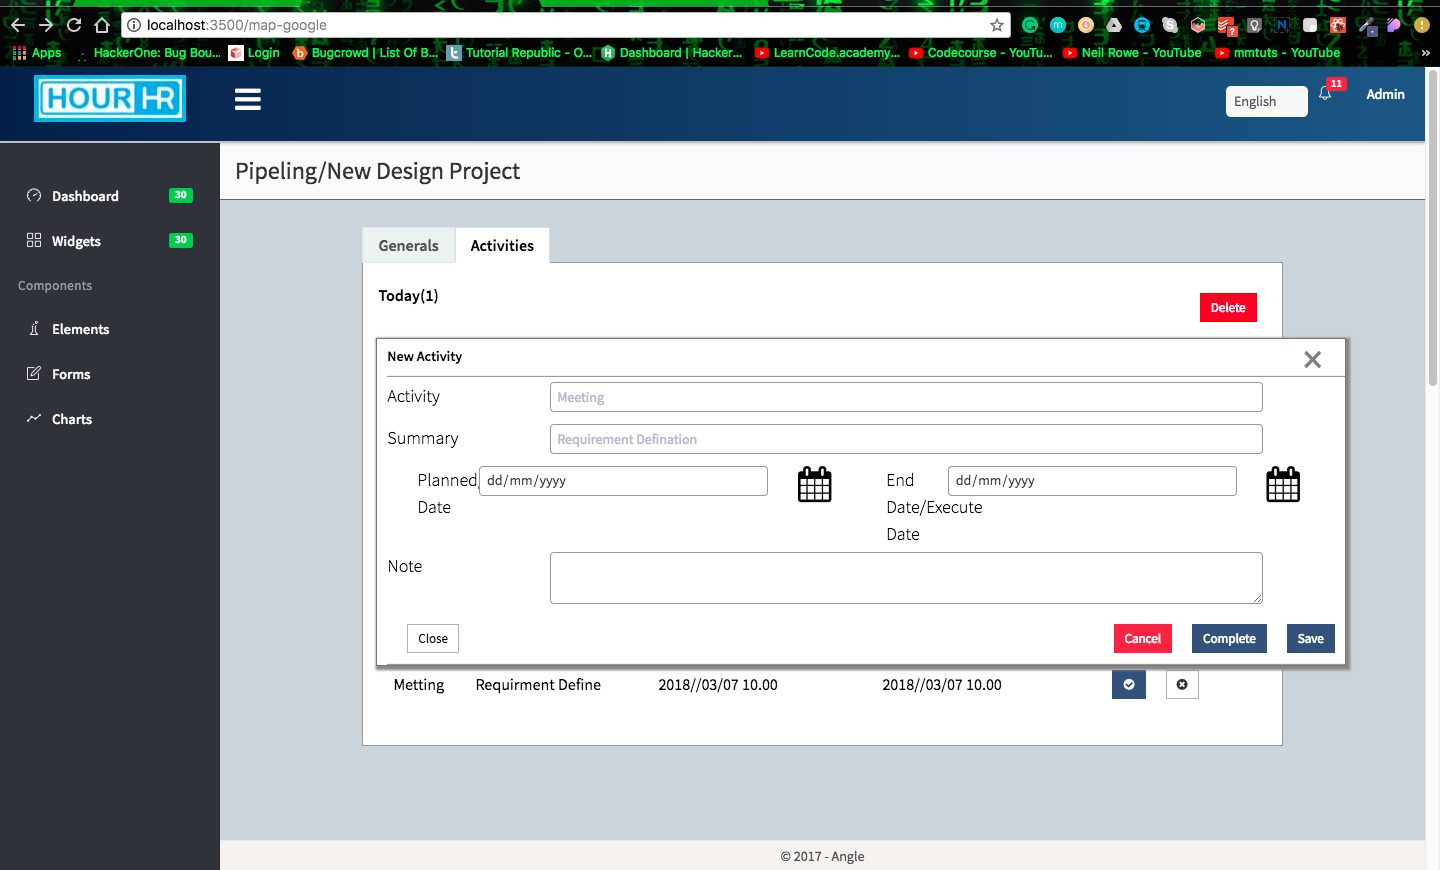 localhost:3500/map-google
Apps HackerOne: Bug Bou... Login Bugcrowd | List Of B... Tutorial Republic - O... Dashboard | Hacker... LearnCode.academy... Codecourse - YouTu... Neil Rowe - YouTube mmtuts - YouTube »
HOUR HR English 11 Admin
Pipeling/New Design Project
Dashboard 30
Widgets 30
Components
Elements
Forms
Charts
Generals Activities
Today(1)
Delete
New Activity
Activity Meeting
Summary Requirement Defination
Planned dd/mm/yyyy End dd/mm/yyyy
Date Date/Execute
Date
Note
Close Cancel Complete Save
Metting Requirment Define 2018//03/07 10.00 2018//03/07 10.00
© 2017 - Angle